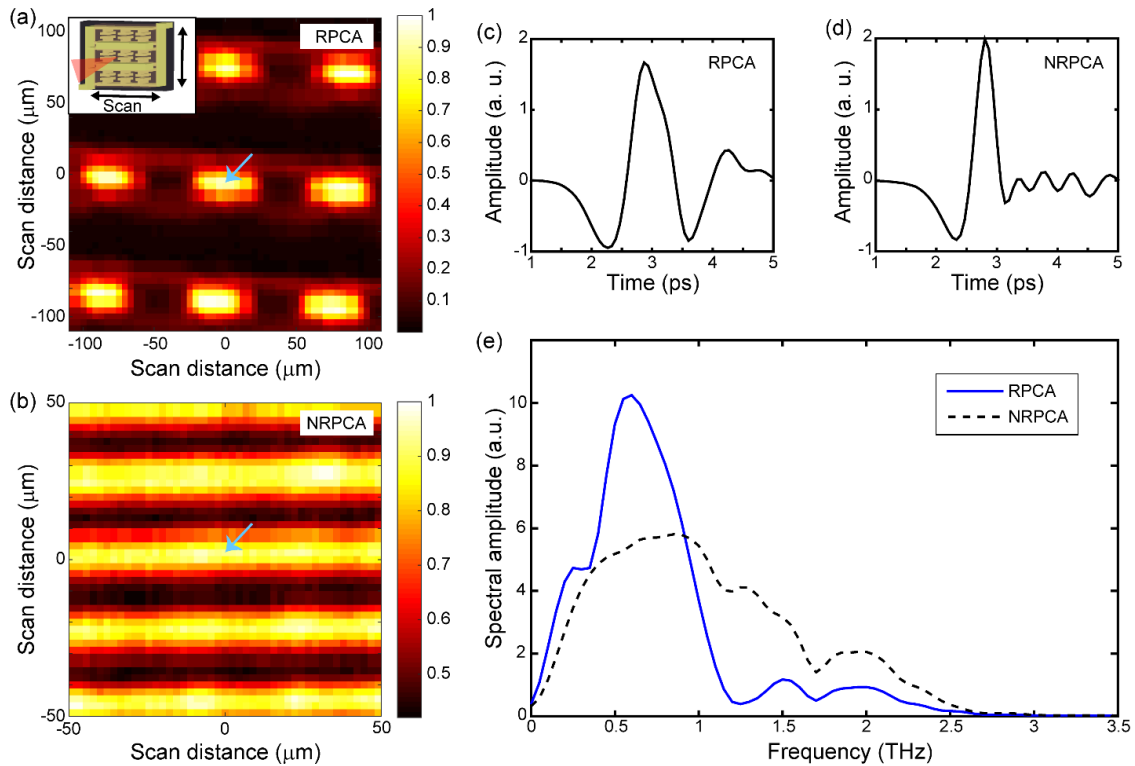 (a)
RPCA
Scan
Scan distance (μm)
100
50
0
-50
-100
-100
-50
0
50
100
Scan distance (μm)
1
0.9
0.8
0.7
0.6
0.5
0.4
0.3
0.2
0.1
(b)
NRPCA
Scan distance (μm)
50
0
-50
-50
0
50
Scan distance (μm)
1
0.9
0.8
0.7
0.6
0.5
(c)
RPCA
Amplitude (a. u.)
2
1
0
-1
1
2
3
4
5
Time (ps)
(d)
NRPCA
Amplitude (a. u.)
2
1
0
-1
1
2
3
4
5
Time (ps)
(e)
RPCA
NRPCA
Spectral amplitude (a.u.)
10
8
6
4
2
0
0
0.5
1
1.5
2
2.5
3
3.5
Frequency (THz)